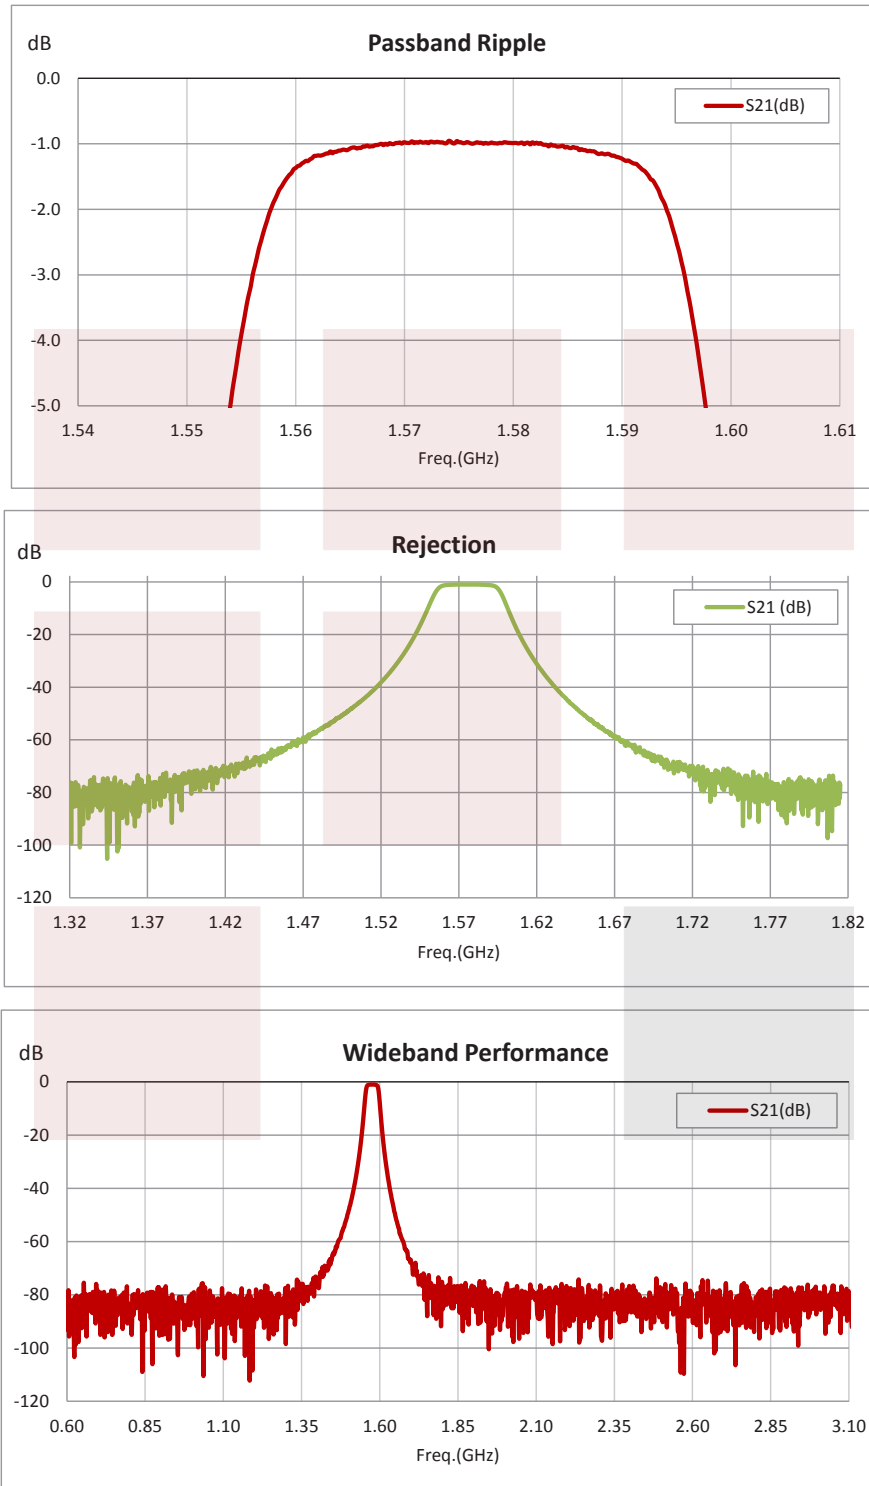 dB
Passband Ripple
0.0
S21(dB)
-1.0
-2.0
-3.0
-4.0
-5.0
1.54 1.55 1.56 1.57 1.58 1.59 1.60 1.61
Freq.(GHz)
dB
Rejection
0
S21 (dB)
-20
-40
-60
-80
-100
-120
1.32 1.37 1.42 1.47 1.52 1.57 1.62 1.67 1.72 1.77 1.82
Freq.(GHz)
dB
Wideband Performance
0
S21(dB)
-20
-40
-60
-80
-100
-120
0.60 0.85 1.10 1.35 1.60 1.85 2.10 2.35 2.60 2.85 3.10
Freq.(GHz)